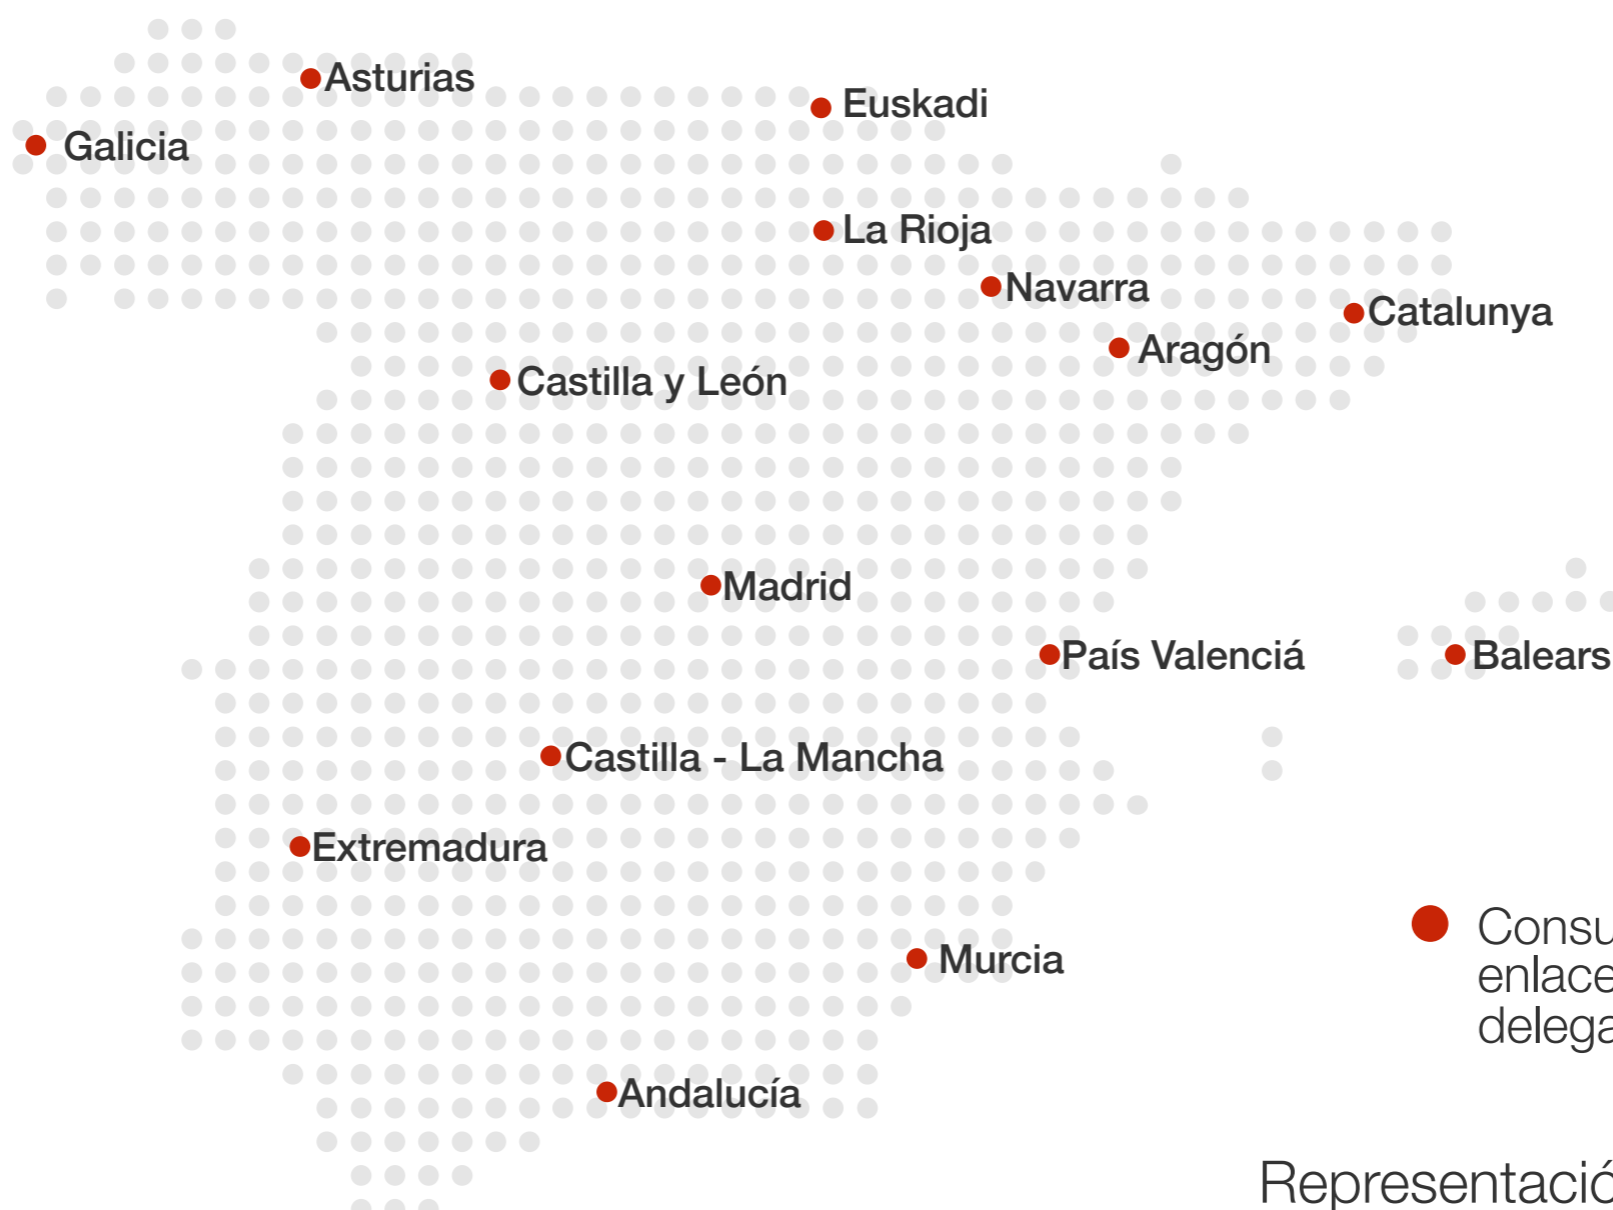 Asturias
Euskadi
Galicia
La Rioja
Navarra
Catalunya
Aragón
Castilla y León
Madrid
País Valenciá
Balears
Castilla - La Mancha
Extremadura
Murcia
Andalucía